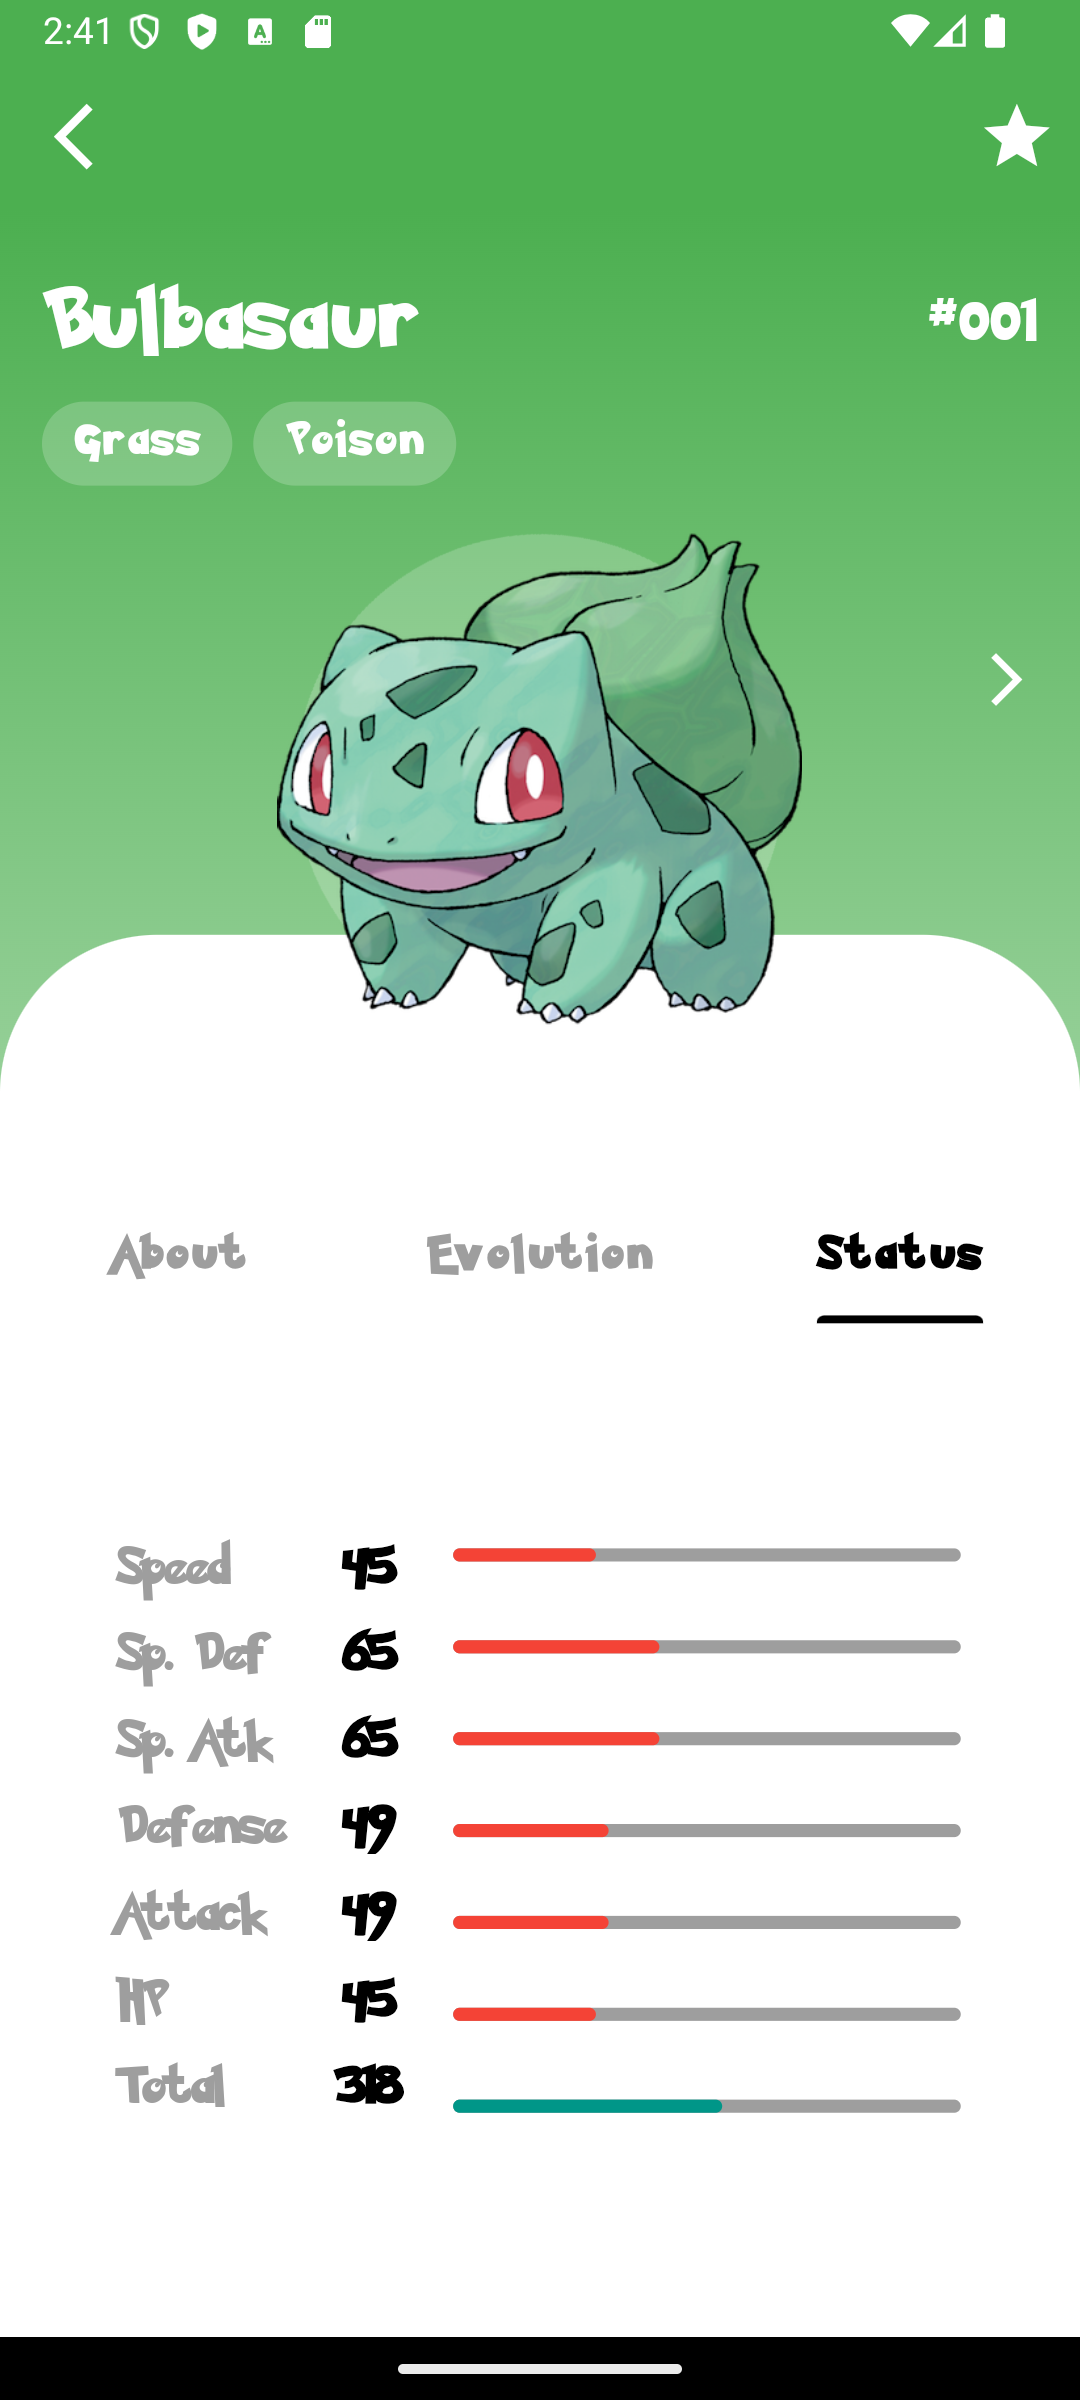 2:41
Bulbasaur
#001
Grass
Poison
About
Evolution
Status
Speed 45
Sp. Def 65
Sp. Atk 65
Defense 49
Attack 49
HP 45
Total 318